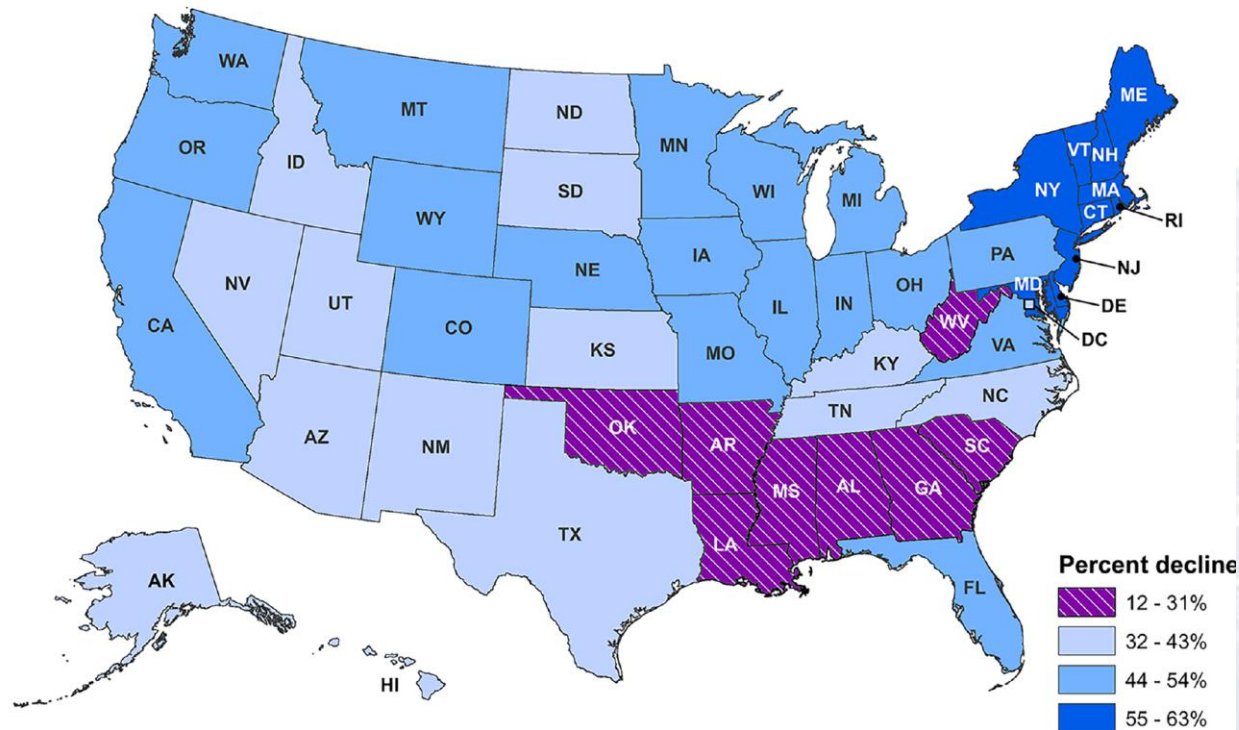 WA
MT
ND
MN
ME
OR
ID
SD
WI
MI
VT
NH
NY
MA
CT
RI
WY
IA
PA
NJ
NV
UT
NE
IL
IN
OH
MD
DE
DC
CA
CO
KS
MO
WV
VA
KY
AZ
NM
OK
AR
TN
NC
SC
MS
AL
GA
TX
LA
FL
AK
HI
Percent decline
12 - 31%
32 - 43%
44 - 54%
55 - 63%